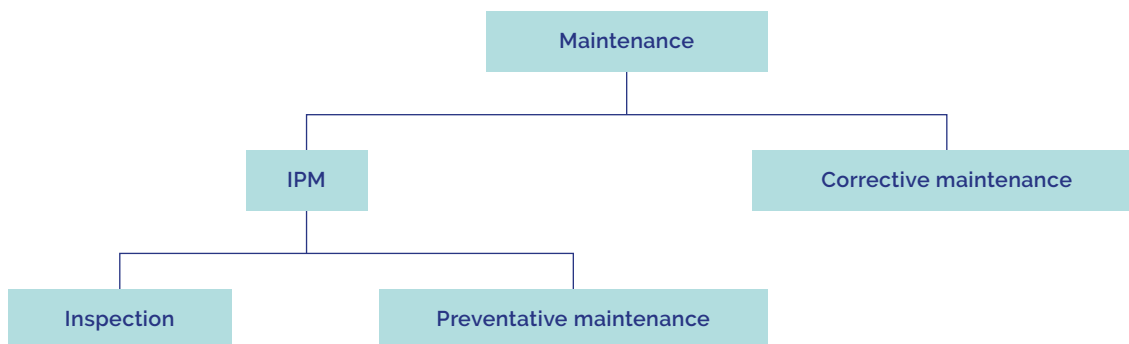 Maintenance
IPM
Corrective maintenance
Inspection
Preventative maintenance